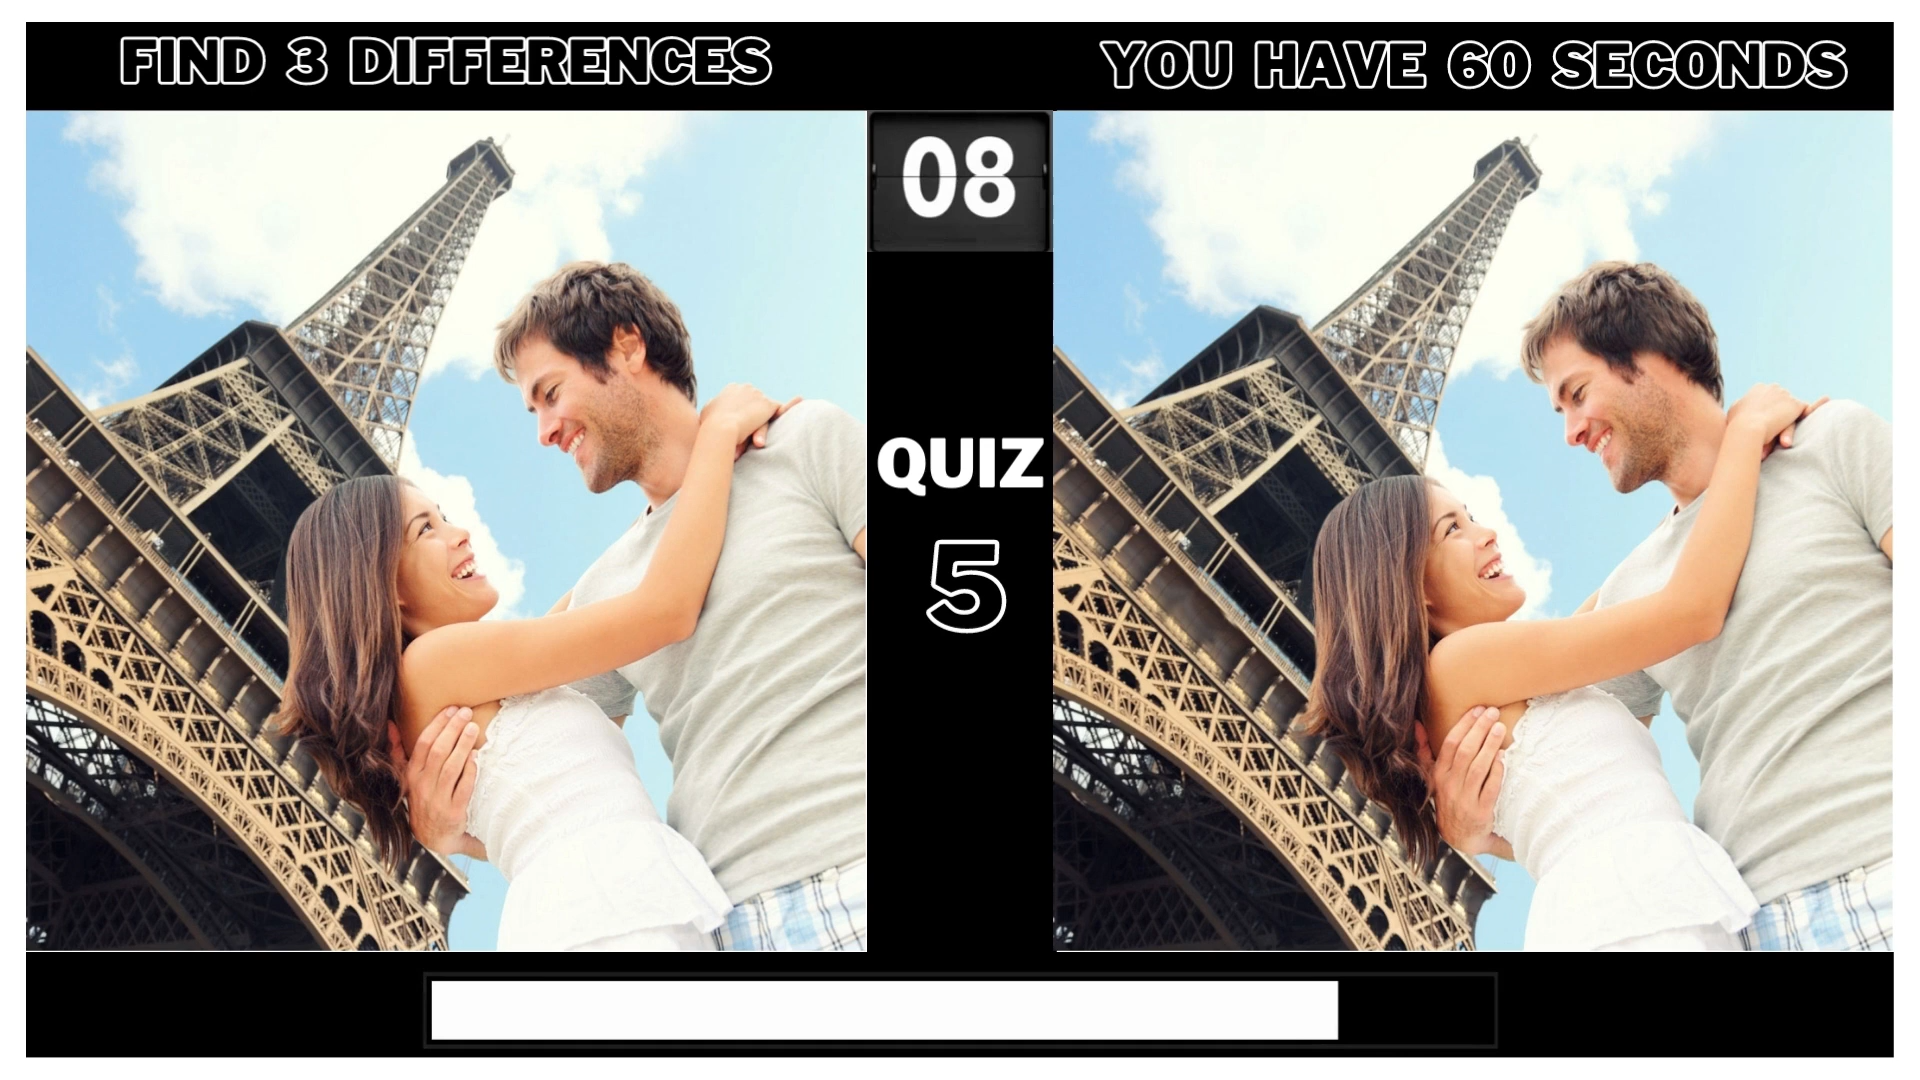 FIND 3 DIFFERENCES
YOU HAVE 60 SECONDS
08
QUIZ
5